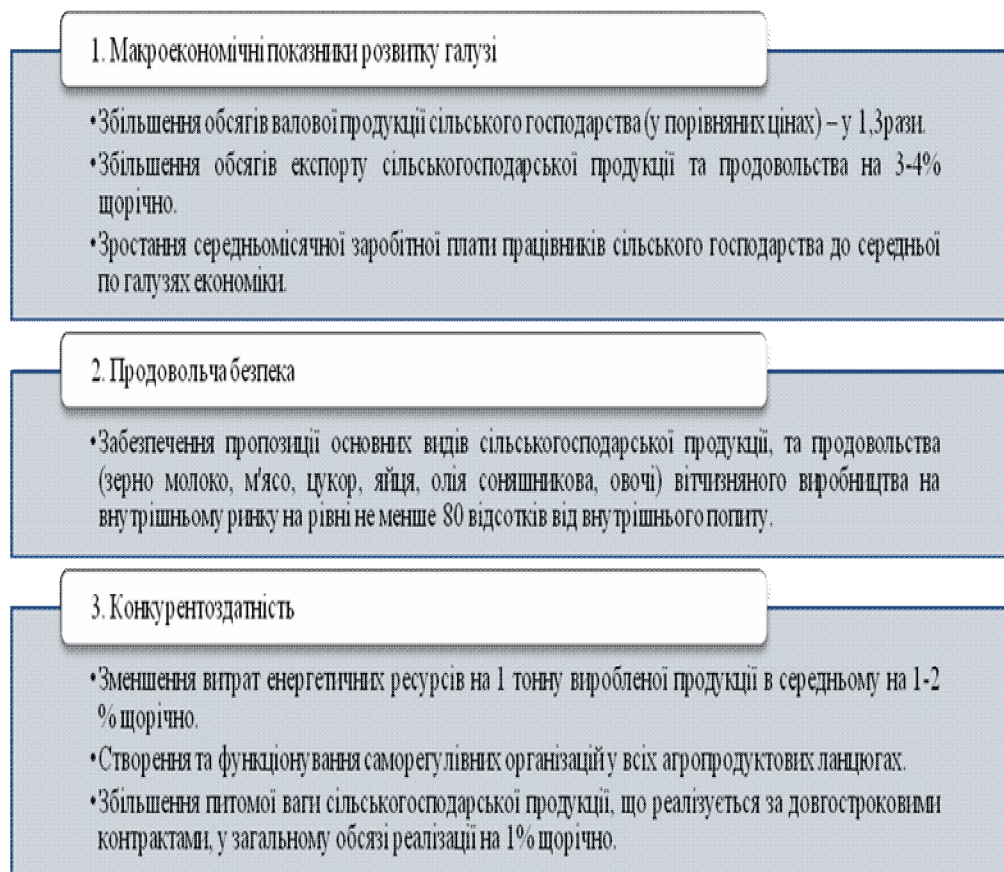 1. Макроекономічні показники розвитку галузі
•Збільшення обсягів валової продукції сільського господарства (у порівняних цінах) – у 1,3рази.
•Збільшення обсягів експорту сільськогосподарської продукції та продовольства на 3-4%
щорічно.
•Зростання середньомісячної заробітної плати працівників сільського господарства до середньої
по галузях економіки.
2. Продовольча безпека
•Забезпечення пропозиції основних видів сільськогосподарської продукції, та продовольства
(зерно молоко, м'ясо, цукор, яйця, олія соняшникова, овочі) вітчизняного виробництва на
внутрішньому ринку на рівні не менше 80 відсотків від внутрішнього попиту.
3. Конкурентоздатність
•Зменшення витрат енергетичних ресурсів на 1 тонну виробленої продукції в середньому на 1-2
% щорічно.
•Створення та функціонування саморегулівних організацій у всіх агропродуктових ланцюгах.
•Збільшення питомої ваги сільськогосподарської продукції, що реалізується за довгостроковими
контрактами, у загальному обсязі реалізації на 1% щорічно.